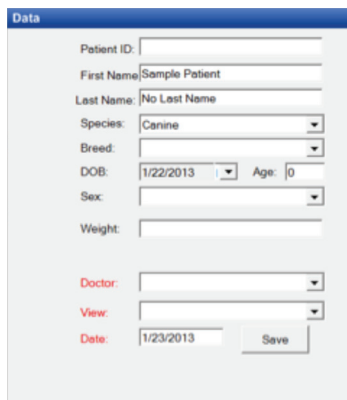 Data
Patient ID:
First Name Sample Patient
Last Name: No Last Name
Species: Canine
Breed:
DOB: 1/22/2013 Age: 0
Sex:
Weight:
Doctor:
View:
Date: 1/23/2013 Save